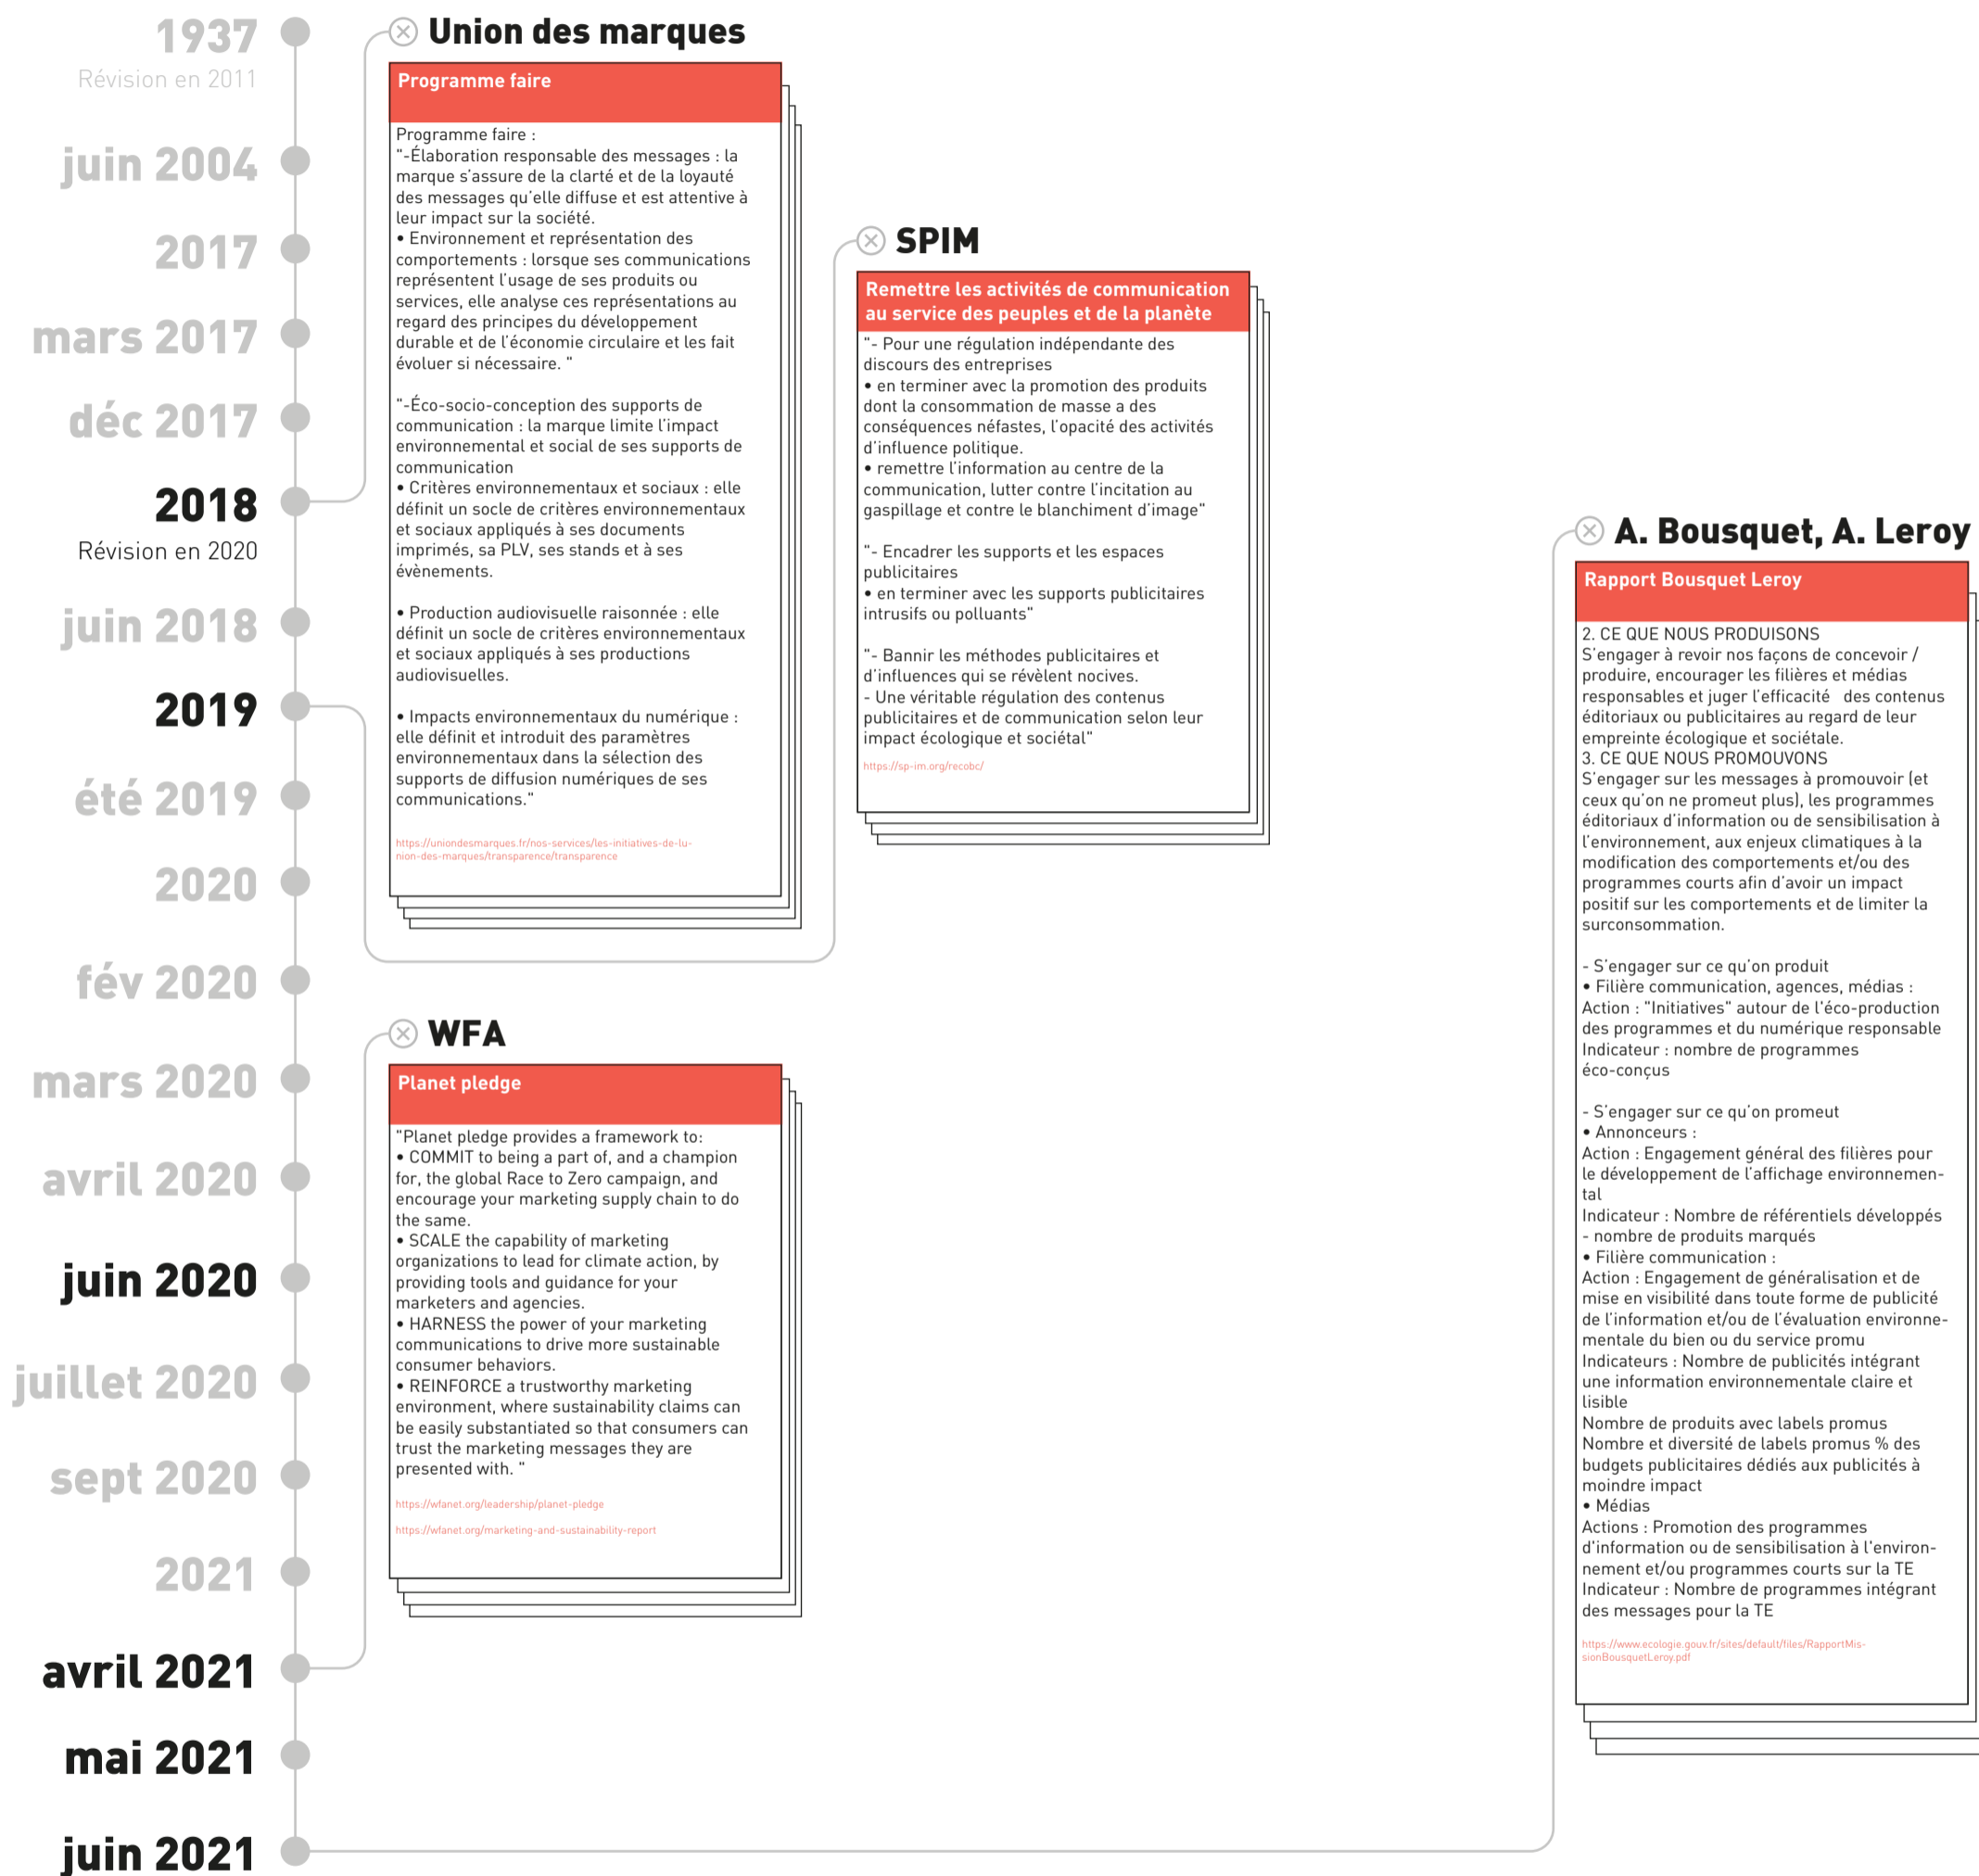 1937
Révision en 2011
juin 2004
2017
mars 2017
déc 2017
2018
Révision en 2020
juin 2018
2019
été 2019
2020
fév 2020
mars 2020
avril 2020
juin 2020
juillet 2020
sept 2020
2021
avril 2021
mai 2021
juin 2021
Union des marques
Programme faire
Programme faire :
"-Élaboration responsable des messages : la
marque s'assure de la clarté et de la loyauté
des messages qu'elle diffuse et est attentive à
leur impact sur la société.
• Environnement et représentation des
comportements : lorsque ses communications
représentent l'usage de ses produits ou
services, elle analyse ces représentations au
regard des principes du développement
durable et de l'économie circulaire et les fait
évoluer si nécessaire. "
"-Éco-socio-conception des supports de
communication : la marque limite l'impact
environnemental et social de ses supports de
communication
• Critères environnementaux et sociaux : elle
définit un socle de critères environnementaux
et sociaux appliqués à ses documents
imprimés, sa PLV, ses stands et à ses
évènements.
• Production audiovisuelle raisonnée : elle
définit un socle de critères environnementaux
et sociaux appliqués à ses productions
audiovisuelles.
• Impacts environnementaux du numérique :
elle définit et introduit des paramètres
environnementaux dans la sélection des
supports de diffusion numériques de ses
communications."
https://uniondesmarques.fr/nos-services/les-initiatives-de-lu-
nion-des-marques/transparence/transparence
SPIM
Remettre les activités de communication
au service des peuples et de la planète
"- Pour une régulation indépendante des
discours des entreprises
• en terminer avec la promotion des produits
dont la consommation de masse a des
conséquences néfastes, l'opacité des activités
d'influence politique.
• remettre l'information au centre de la
communication, lutter contre l'incitation au
gaspillage et contre le blanchiment d'image"
"- Encadrer les supports et les espaces
publicitaires
• en terminer avec les supports publicitaires
intrusifs ou polluants"
"- Bannir les méthodes publicitaires et
d'influences qui se révèlent nocives.
- Une véritable régulation des contenus
publicitaires et de communication selon leur
impact écologique et sociétal"
https://sp-im.org/recobc/
WFA
Planet pledge
"Planet pledge provides a framework to:
• COMMIT to being a part of, and a champion
for, the global Race to Zero campaign, and
encourage your marketing supply chain to do
the same.
• SCALE the capability of marketing
organizations to lead for climate action, by
providing tools and guidance for your
marketers and agencies.
• HARNESS the power of your marketing
communications to drive more sustainable
consumer behaviors.
• REINFORCE a trustworthy marketing
environment, where sustainability claims can
be easily substantiated so that consumers can
trust the marketing messages they are
presented with. "
https://wfanet.org/leadership/planet-pledge
https://wfanet.org/marketing-and-sustainability-report
A. Bousquet, A. Leroy
Rapport Bousquet Leroy
2. CE QUE NOUS PRODUISONS
S'engager à revoir nos façons de concevoir /
produire, encourager les filières et médias
responsables et juger l'efficacité des contenus
éditoriaux ou publicitaires au regard de leur
empreinte écologique et sociétale.
3. CE QUE NOUS PROMOUVONS
S'engager sur les messages à promouvoir (et
ceux qu'on ne promeut plus), les programmes
éditoriaux d'information ou de sensibilisation à
l'environnement, aux enjeux climatiques à la
modification des comportements et/ou des
programmes courts afin d'avoir un impact
positif sur les comportements et de limiter la
surconsommation.
- S'engager sur ce qu'on produit
• Filière communication, agences, médias :
Action : "Initiatives" autour de l'éco-production
des programmes et du numérique responsable
Indicateur : nombre de programmes
éco-conçus
- S'engager sur ce qu'on promeut
• Annonceurs :
Action : Engagement général des filières pour
le développement de l'affichage environnemen-
tal
Indicateur : Nombre de référentiels développés
- nombre de produits marqués
• Filière communication :
Action : Engagement de généralisation et de
mise en visibilité dans toute forme de publicité
de l'information et/ou de l'évaluation environne-
mentale du bien ou du service promu
Indicateurs : Nombre de publicités intégrant
une information environnementale claire et
lisible
Nombre de produits avec labels promus
Nombre et diversité de labels promus % des
budgets publicitaires dédiés aux publicités à
moindre impact
• Médias
Actions : Promotion des programmes
d'information ou de sensibilisation à l'environ-
nement et/ou programmes courts sur la TE
Indicateur : Nombre de programmes intégrant
des messages pour la TE
https://www.ecologie.gouv.fr/sites/default/files/RapportMis-
sionBousquetLeroy.pdf